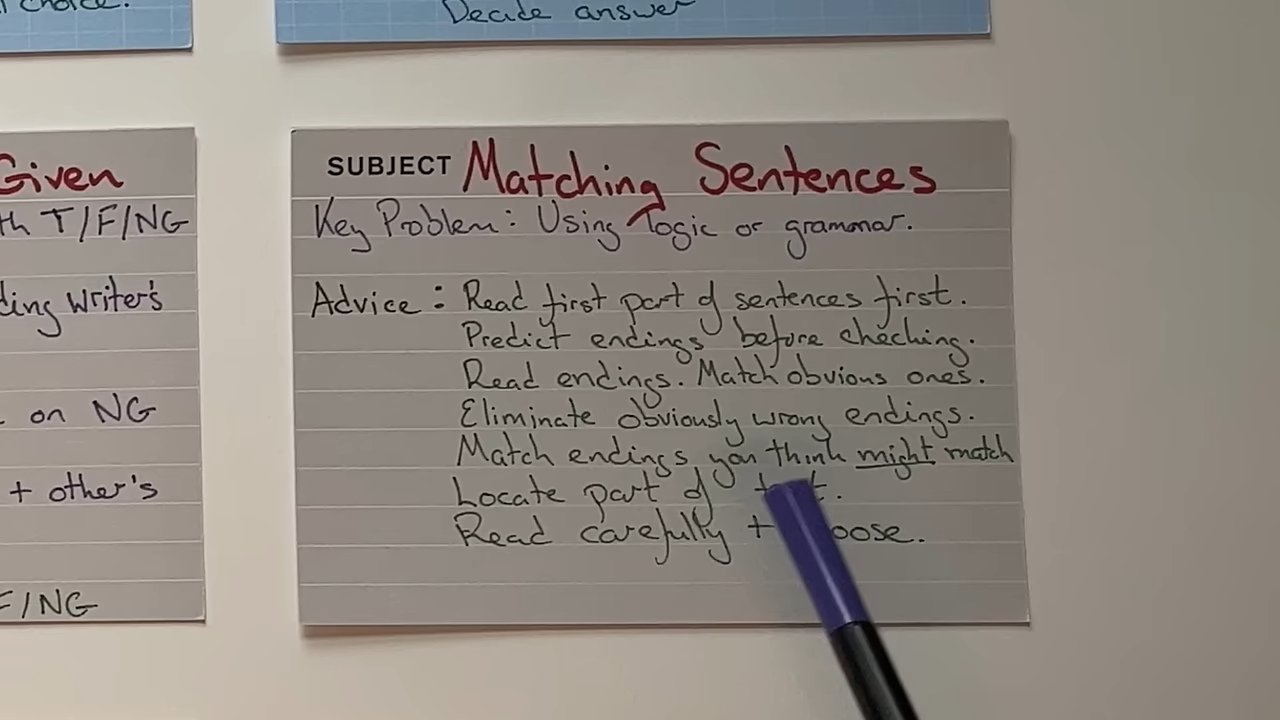 choice.
Decide answer
Given
T/F/NG
Writer's
on NG
+ other's
/NG
SUBJECT Matching Sentences
Key Problem: Using logic or grammar.
Advice: Read first part of sentences first.
Predict endings before checking.
Read endings. Match obvious ones.
Eliminate obviously wrong endings.
Match endings you think might match
Locate part of
Read carefully +